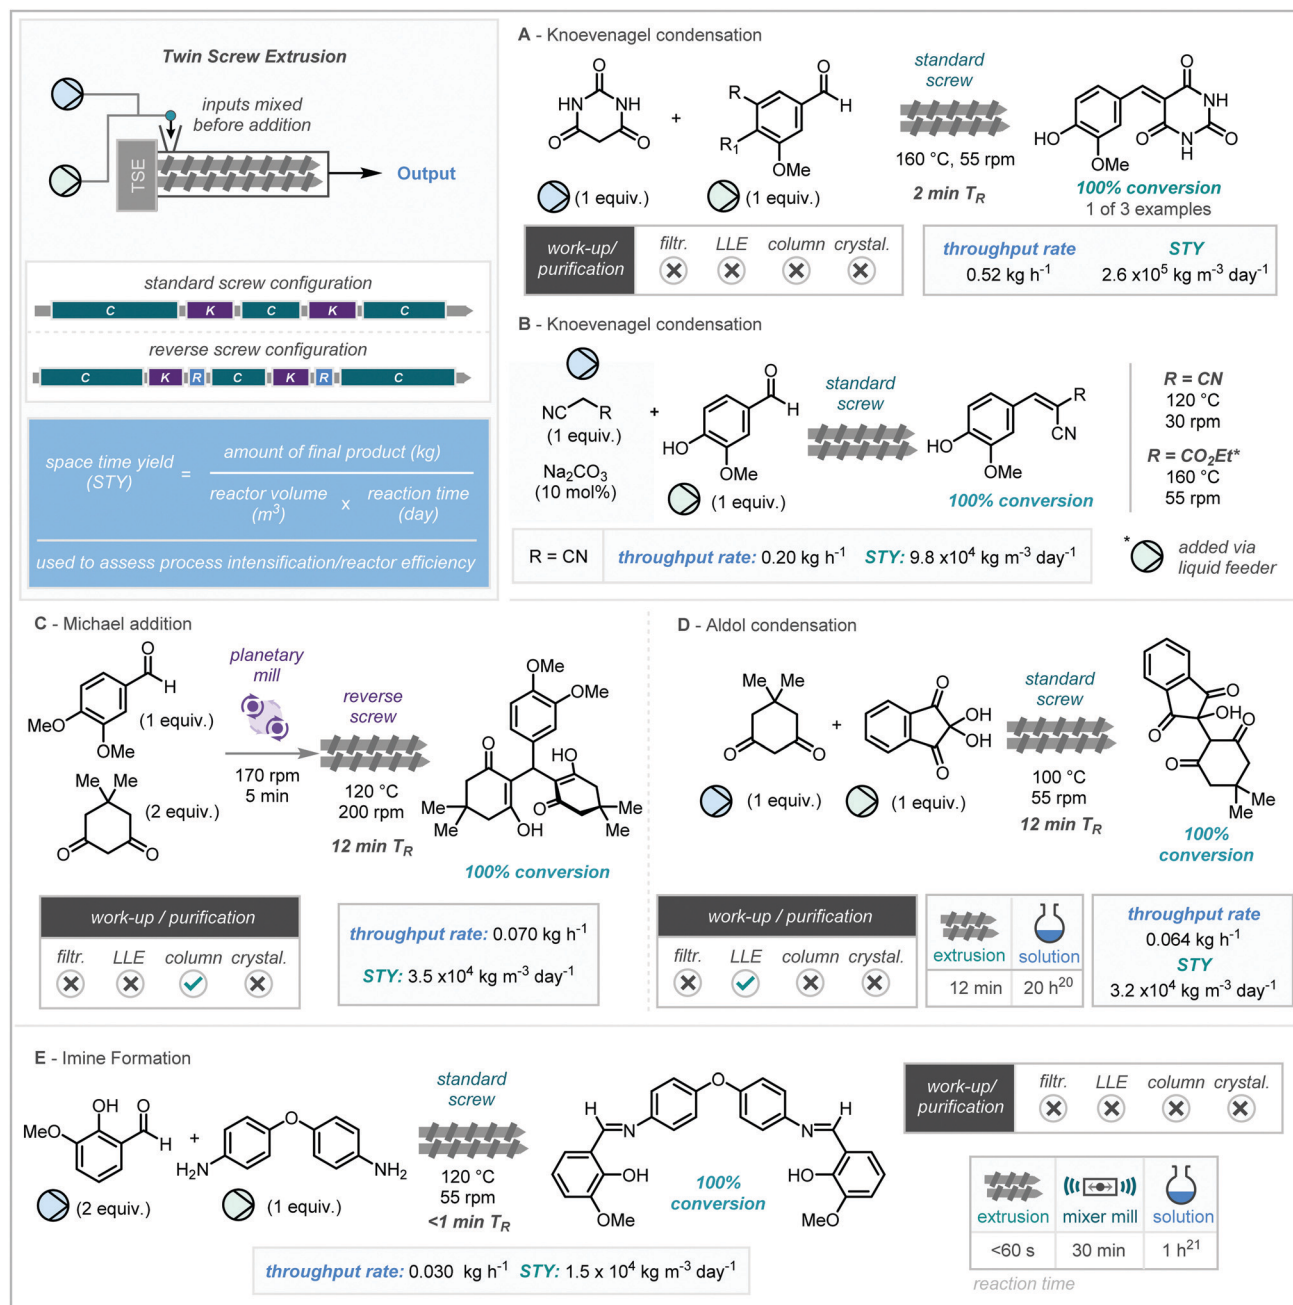 Twin Screw Extrusion
inputs mixed
before addition
TSE
Output
standard screw configuration
C K C K C
reverse screw configuration
C K R C K R C
space time yield
(STY)
=
amount of final product (kg)
reactor volume
(m³)
x
reaction time
(day)
used to assess process intensification/reactor efficiency
A - Knoevenagel condensation
O
HN NH
O O
(1 equiv.)
+
R
R₁
OMe
O
H
(1 equiv.)
standard
screw
160 °C, 55 rpm
2 min T_R
HO
OMe
O
NH
O
N
H
O
100% conversion
1 of 3 examples
work-up/
purification
filtr. LLE column crystal.
throughput rate
0.52 kg h⁻¹
STY
2.6 x10⁵ kg m⁻³ day⁻¹
B - Knoevenagel condensation
NC R
(1 equiv.)
Na₂CO₃
(10 mol%)
+
O
H
HO
OMe
(1 equiv.)
standard
screw
R
CN
HO
OMe
100% conversion
R = CN
120 °C
30 rpm
R = CO₂Et*
160 °C
55 rpm
R = CN
throughput rate: 0.20 kg h⁻¹ STY: 9.8 x10⁴ kg m⁻³ day⁻¹
*
added via
liquid feeder
C - Michael addition
O
H
MeO
OMe
(1 equiv.)
Me Me
O O
(2 equiv.)
planetary
mill
170 rpm
5 min
reverse
screw
120 °C
200 rpm
12 min T_R
OMe
OMe
O HO
Me
Me
OH
O
Me
Me
100% conversion
work-up / purification
filtr. LLE column crystal.
throughput rate: 0.070 kg h⁻¹
STY: 3.5 x10⁴ kg m⁻³ day⁻¹
D - Aldol condensation
Me Me
O O
(1 equiv.)
+
O
OH
OH
O
(1 equiv.)
standard
screw
100 °C
55 rpm
12 min T_R
O
OH
O
O
O
Me
Me
100%
conversion
work-up / purification
filtr. LLE column crystal.
extrusion solution
12 min 20 h²⁰
throughput rate
0.064 kg h⁻¹
STY
3.2 x10⁴ kg m⁻³ day⁻¹
E - Imine Formation
OH O
MeO H
(2 equiv.)
+
O
H₂N NH₂
(1 equiv.)
standard
screw
120 °C
55 rpm
<1 min T_R
O
H H
N N
OH HO
OMe MeO
100%
conversion
throughput rate: 0.030 kg h⁻¹ STY: 1.5 x 10⁴ kg m⁻³ day⁻¹
work-up/
purification
filtr. LLE column crystal.
extrusion mixer mill solution
<60 s 30 min 1 h²¹
reaction time